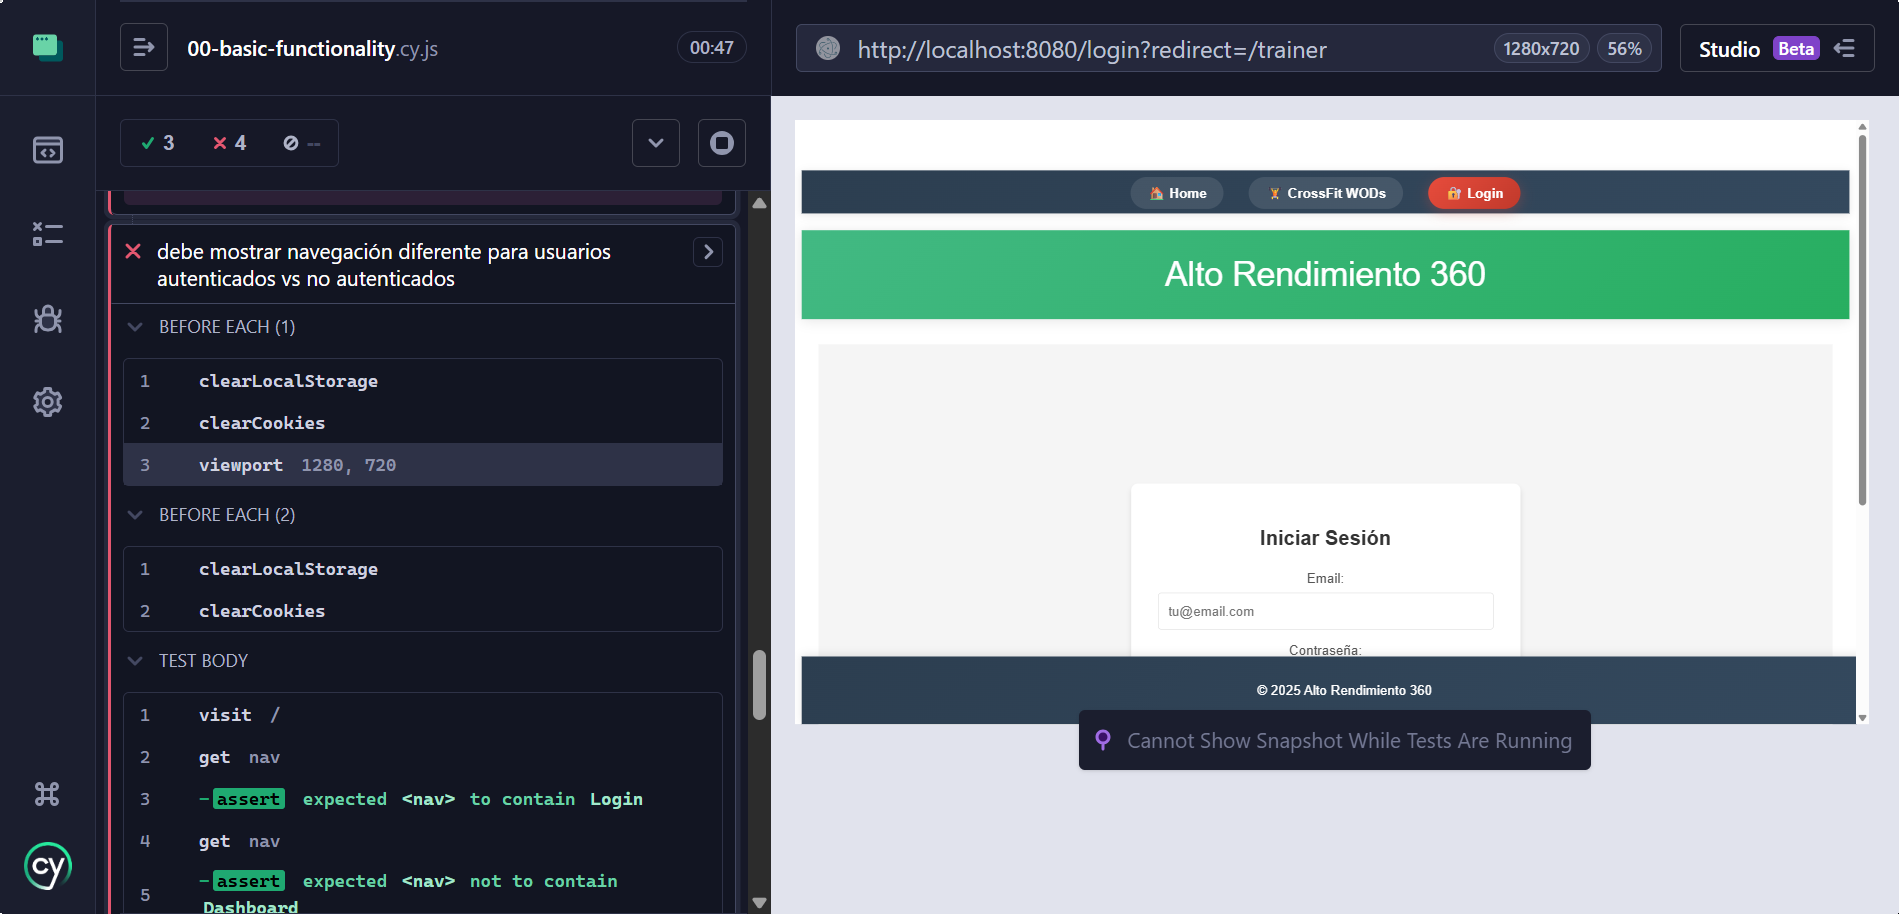 00-basic-functionality.cy.js
00:47
3
4
--
debe mostrar navegación diferente para usuarios
autenticados vs no autenticados
BEFORE EACH (1)
1 clearLocalStorage
2 clearCookies
3 viewport 1280, 720
BEFORE EACH (2)
1 clearLocalStorage
2 clearCookies
TEST BODY
1 visit /
2 get nav
3 -assert expected <nav> to contain Login
4 get nav
5 -assert expected <nav> not to contain
Dashboard
cy
http://localhost:8080/login?redirect=/trainer
1280x720
56%
Studio Beta
Home
CrossFit WODs
Login
Alto Rendimiento 360
Iniciar Sesión
Email:
tu@email.com
Contraseña:
© 2025 Alto Rendimiento 360
Cannot Show Snapshot While Tests Are Running